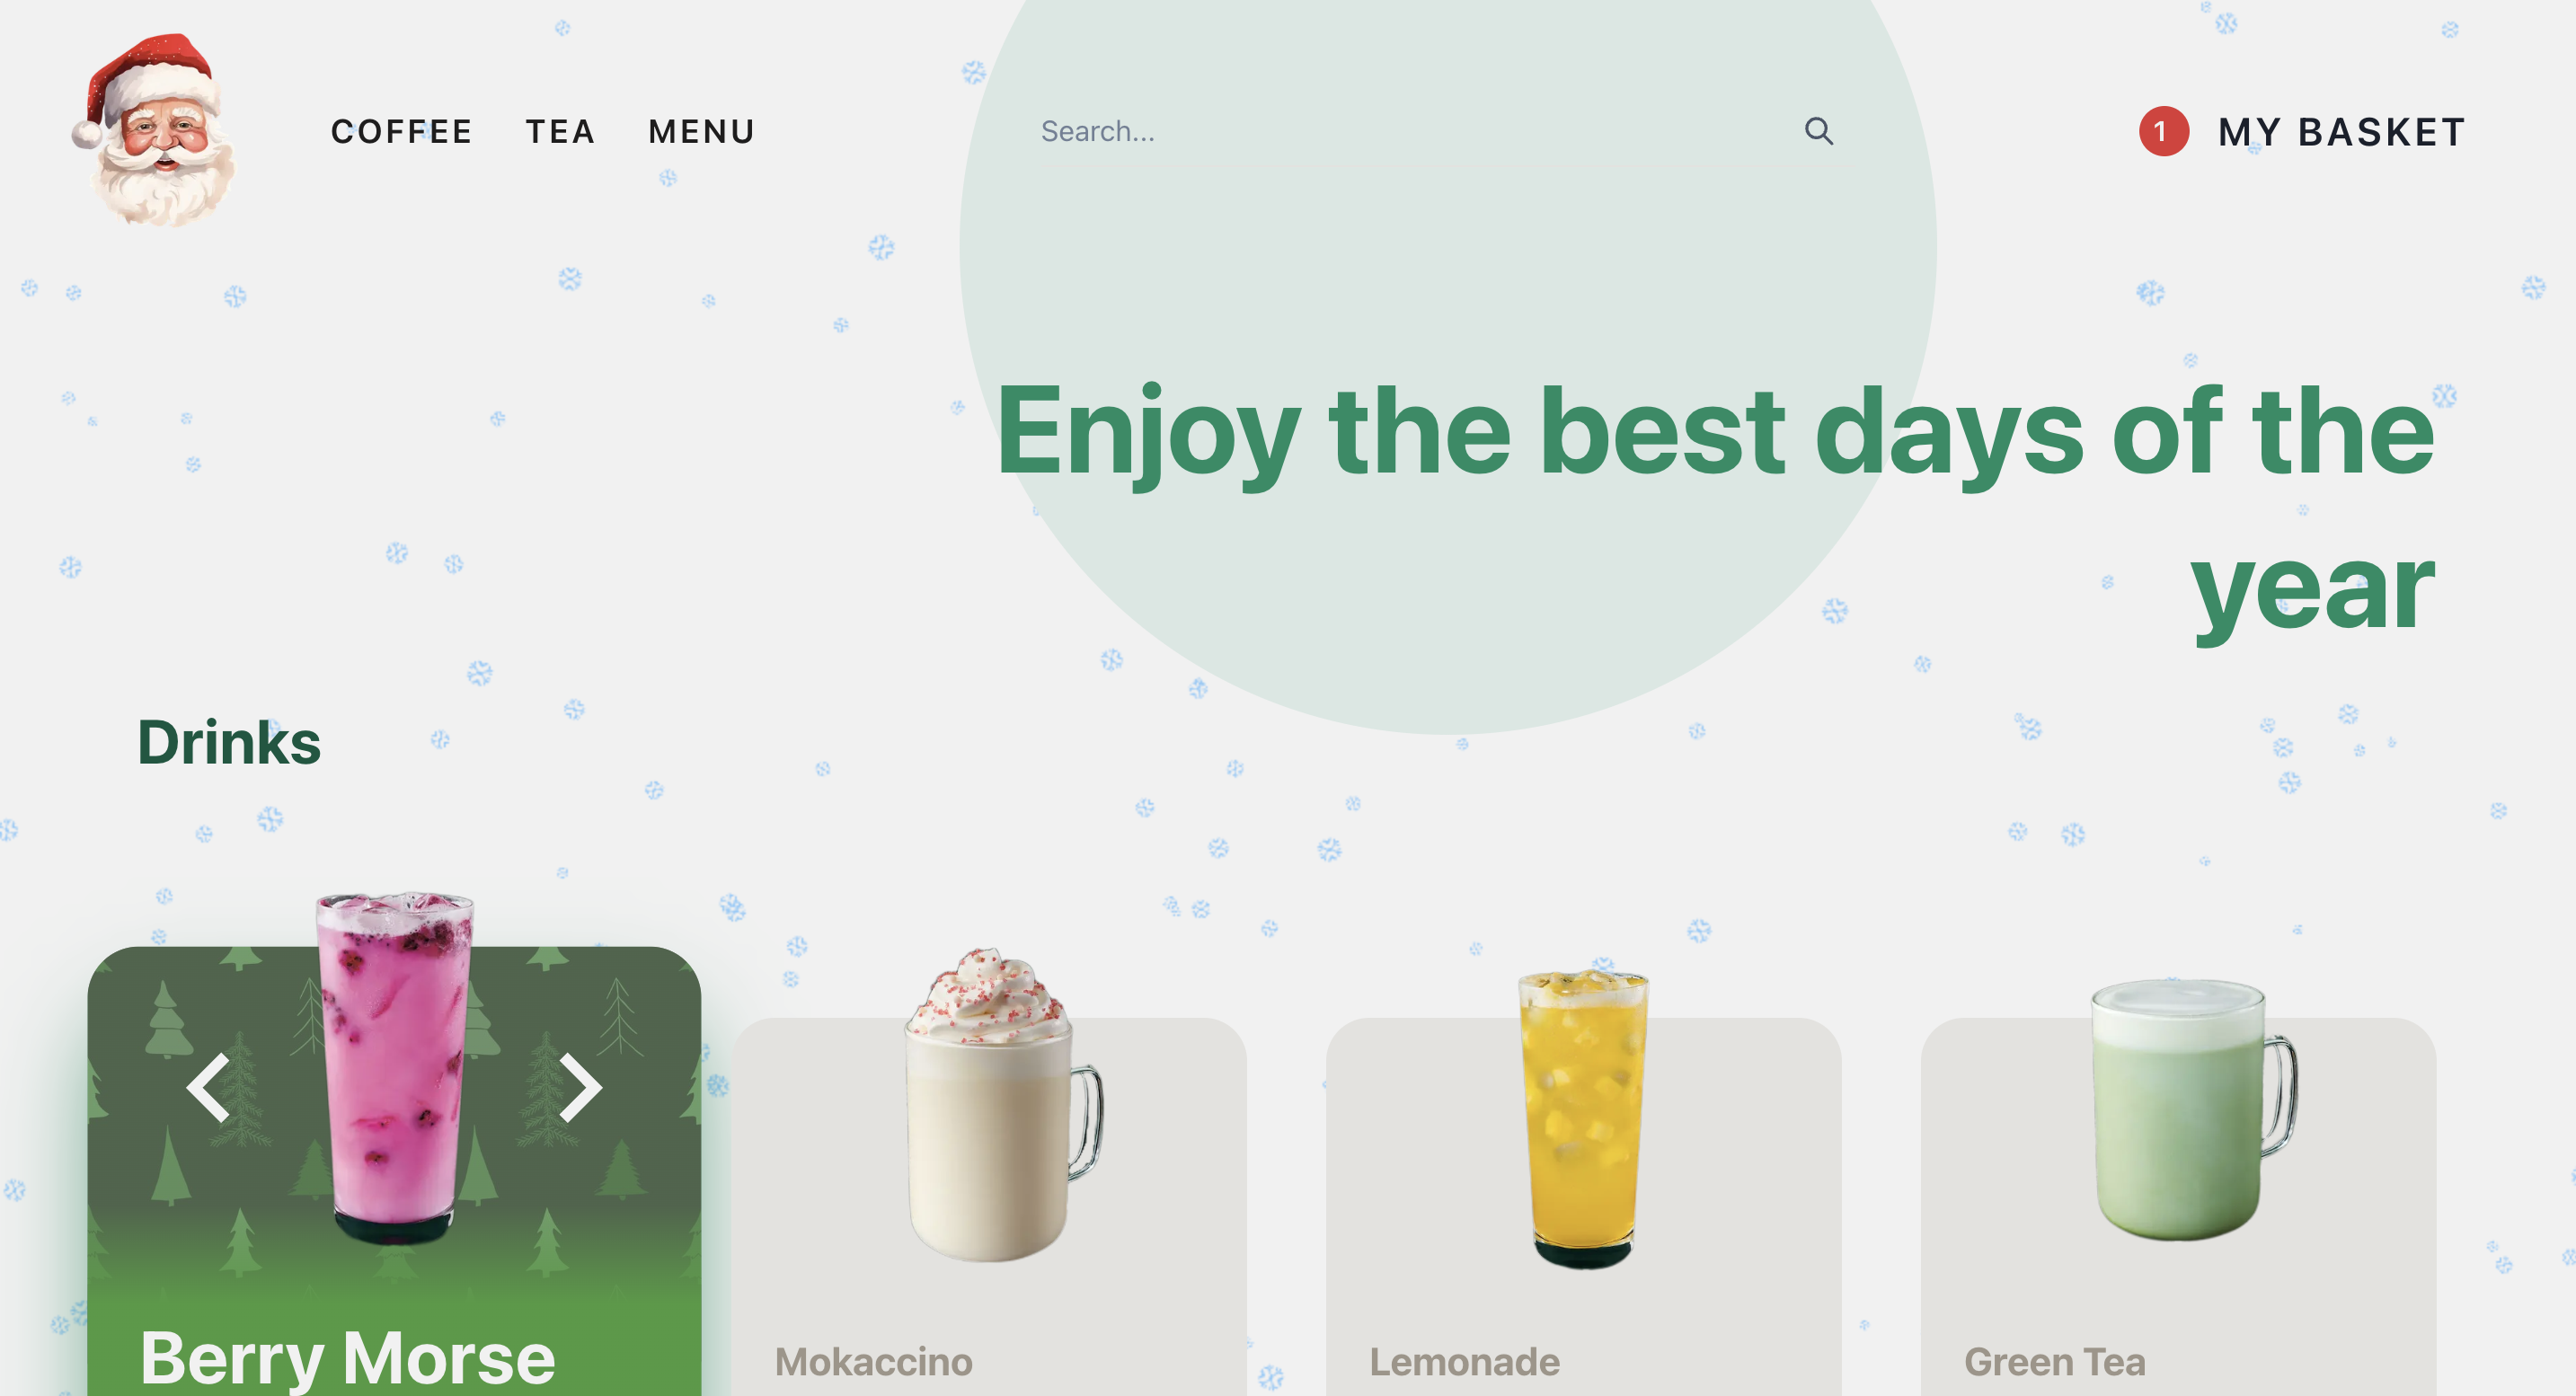 COFFEE TEA MENU Search... 1 MY BASKET
Enjoy the best days of the
year
Drinks
Berry Morse
Mokaccino
Lemonade
Green Tea